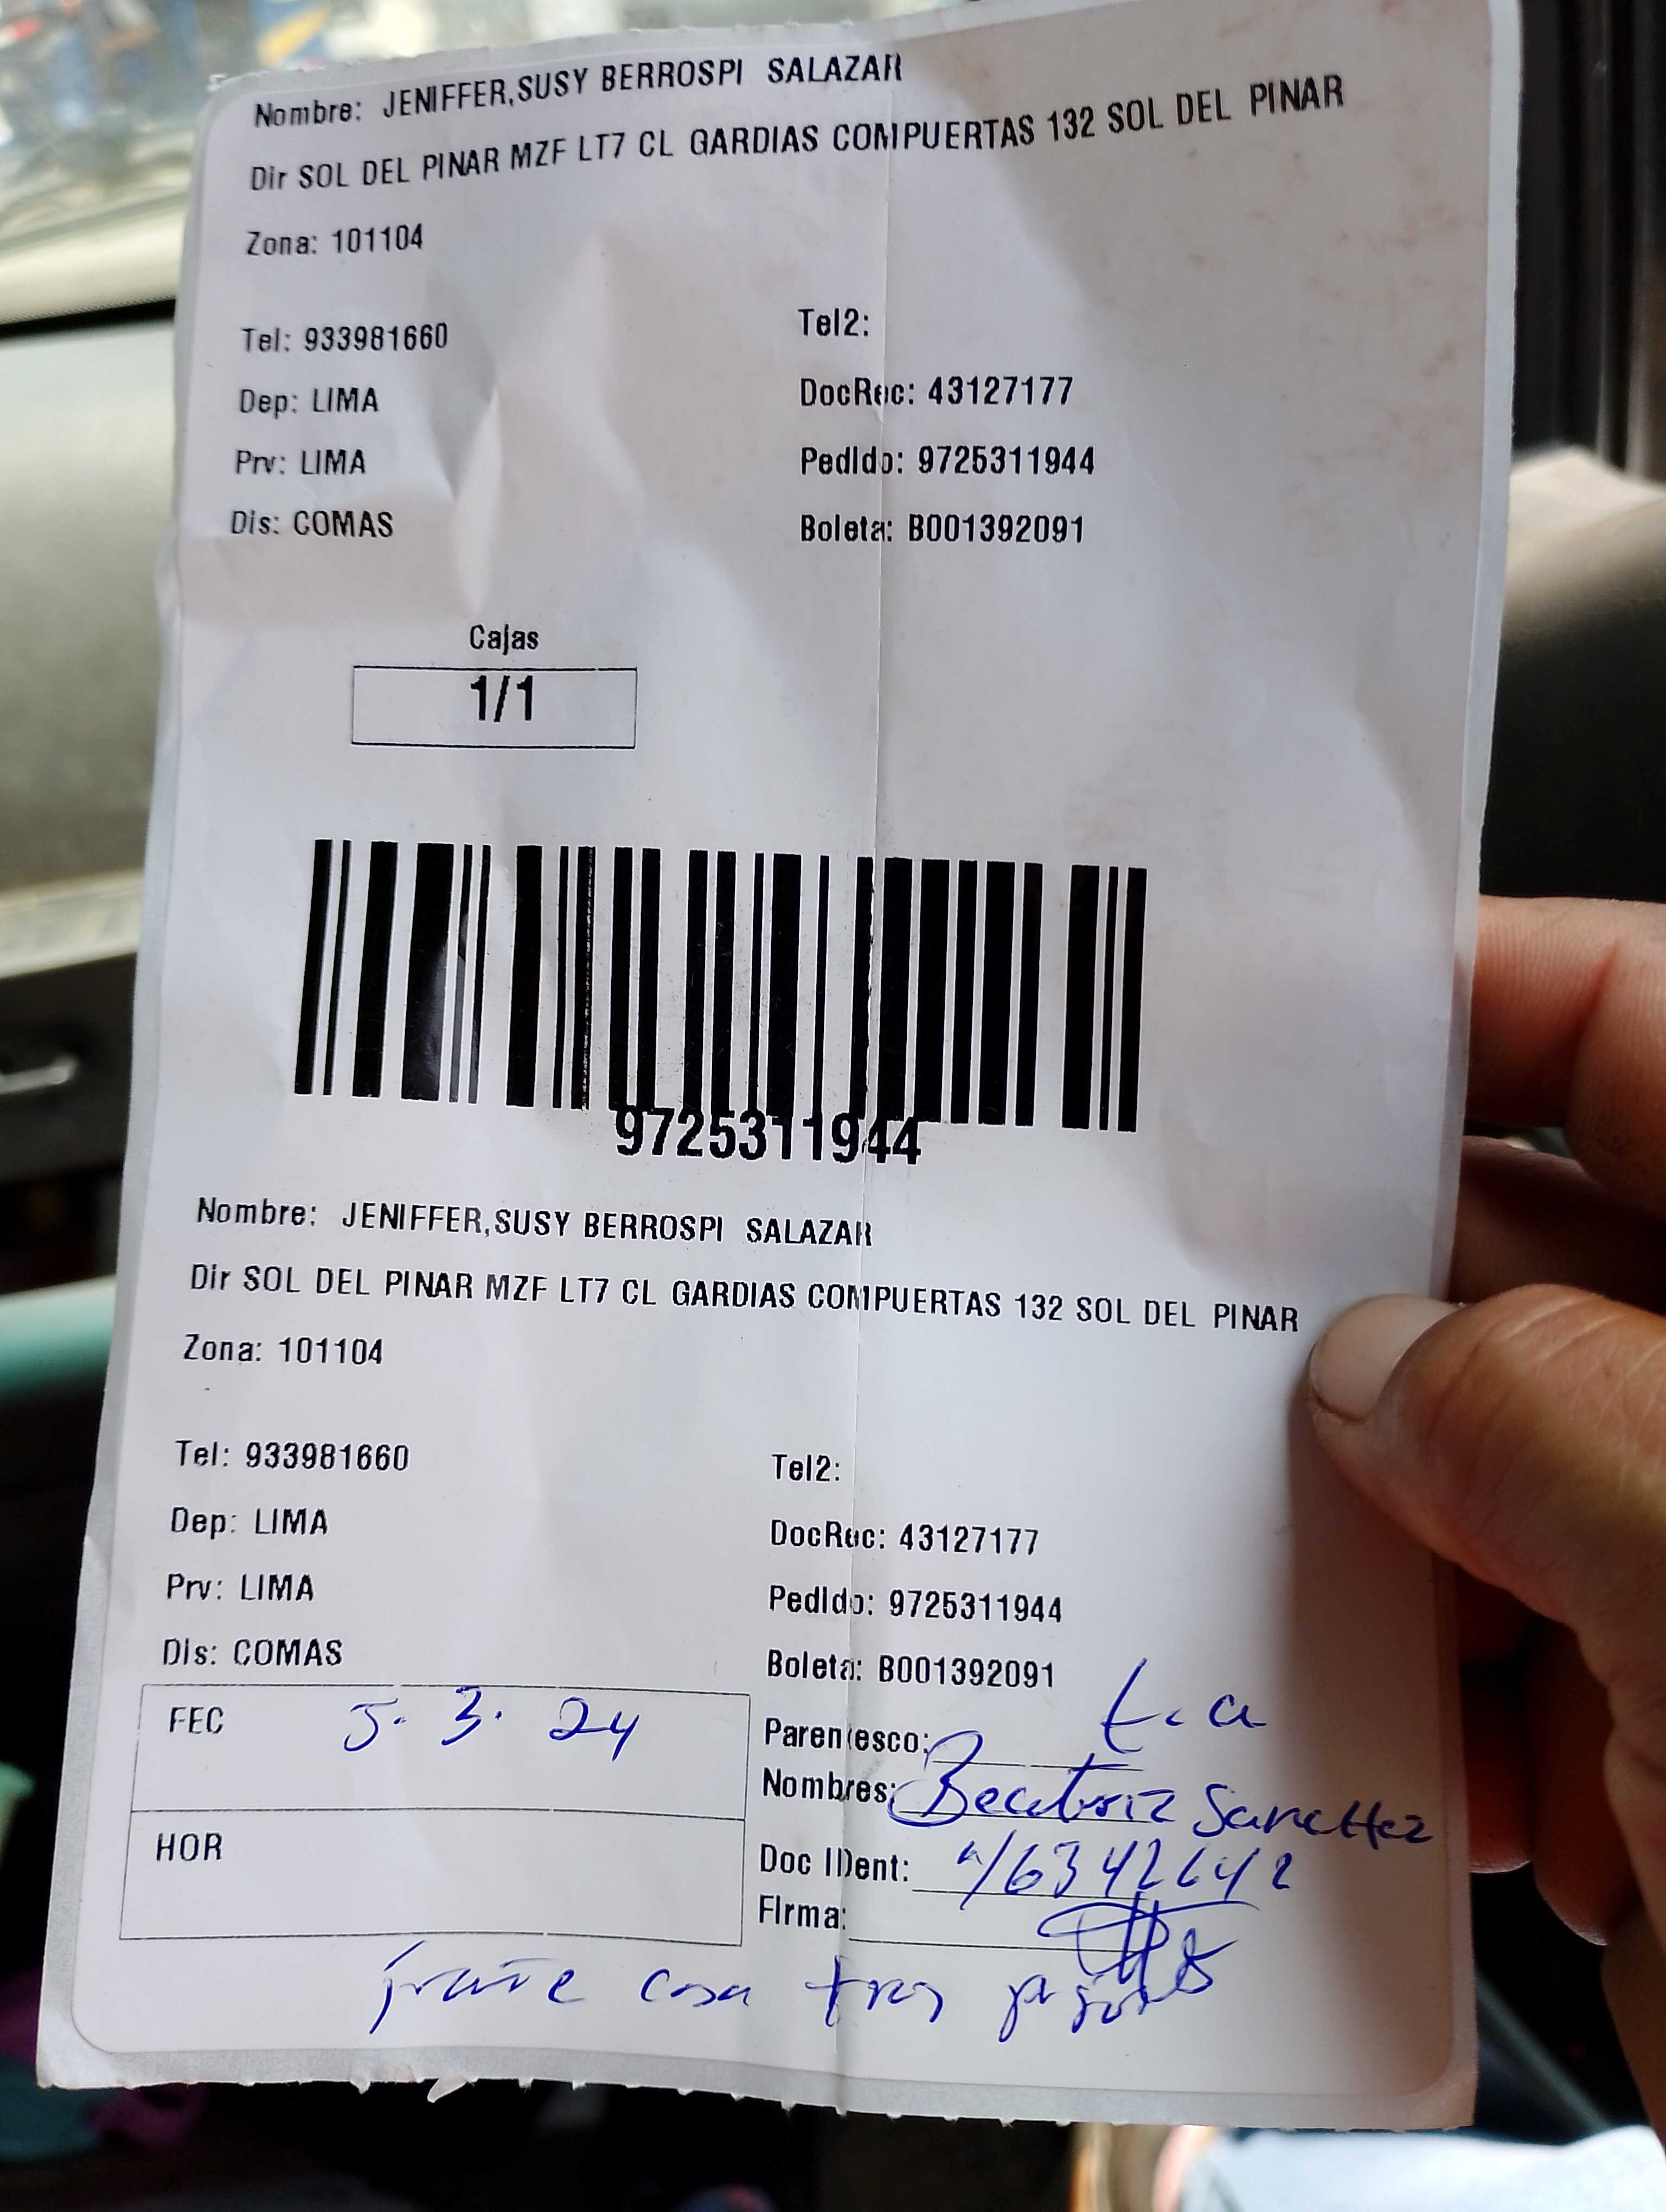 Nombre: JENIFFER,SUSY BERROSPI SALAZAR
Dir SOL DEL PINAR MZF LT7 CL GARDIAS COMPUERTAS 132 SOL DEL PINAR
Zona: 101104
Tel: 933981660 Tel2:
Dep: LIMA DocRec: 43127177
Prv: LIMA Pedido: 9725311944
Dis: COMAS Boleta: B001392091
Cajas
1/1
9725311944
Nombre: JENIFFER,SUSY BERROSPI SALAZAR
Dir SOL DEL PINAR MZF LT7 CL GARDIAS COMPUERTAS 132 SOL DEL PINAR
Zona: 101104
Tel: 933981660 Tel2:
Dep: LIMA DocRec: 43127177
Prv: LIMA Pedido: 9725311944
Dis: COMAS Boleta: B001392091
FEC 5. 3. 24
Parentesco:
Nombres: Beatriz Sanchez
HOR
Doc IDent:
Firma:
casa tres pisos